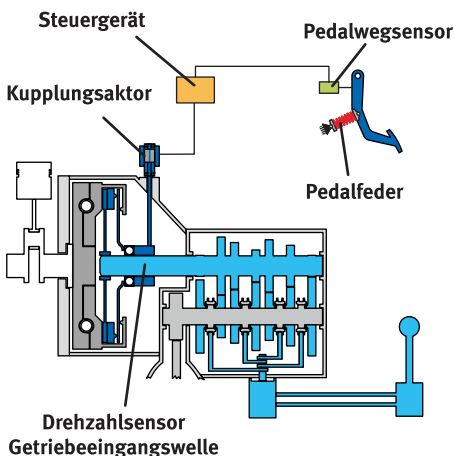 Steuergerät
Pedalwegsensor
Kupplungsaktor
Pedalfeder
Drehzahlsensor
Getriebeeingangswelle